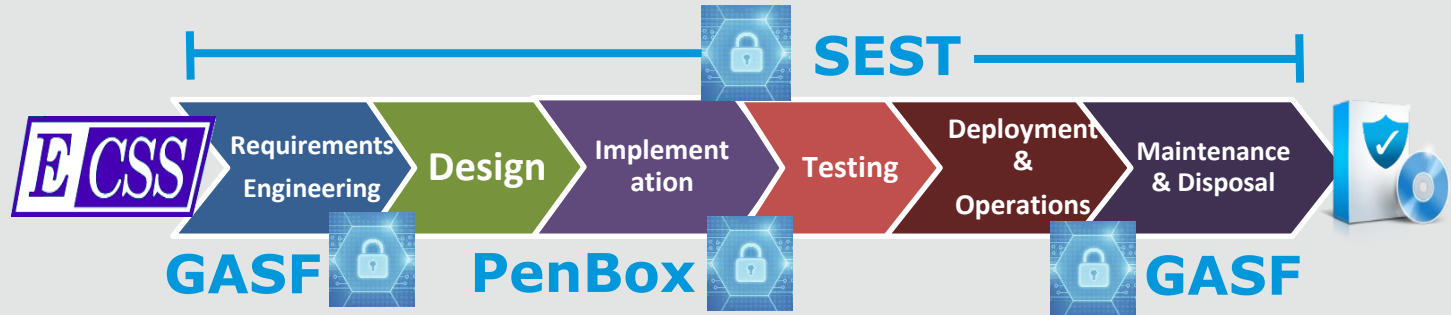 SEST
ECSS
Requirements
Engineering
Design
Implement
ation
Testing
Deployment
&
Operations
Maintenance
& Disposal
GASF
PenBox
GASF